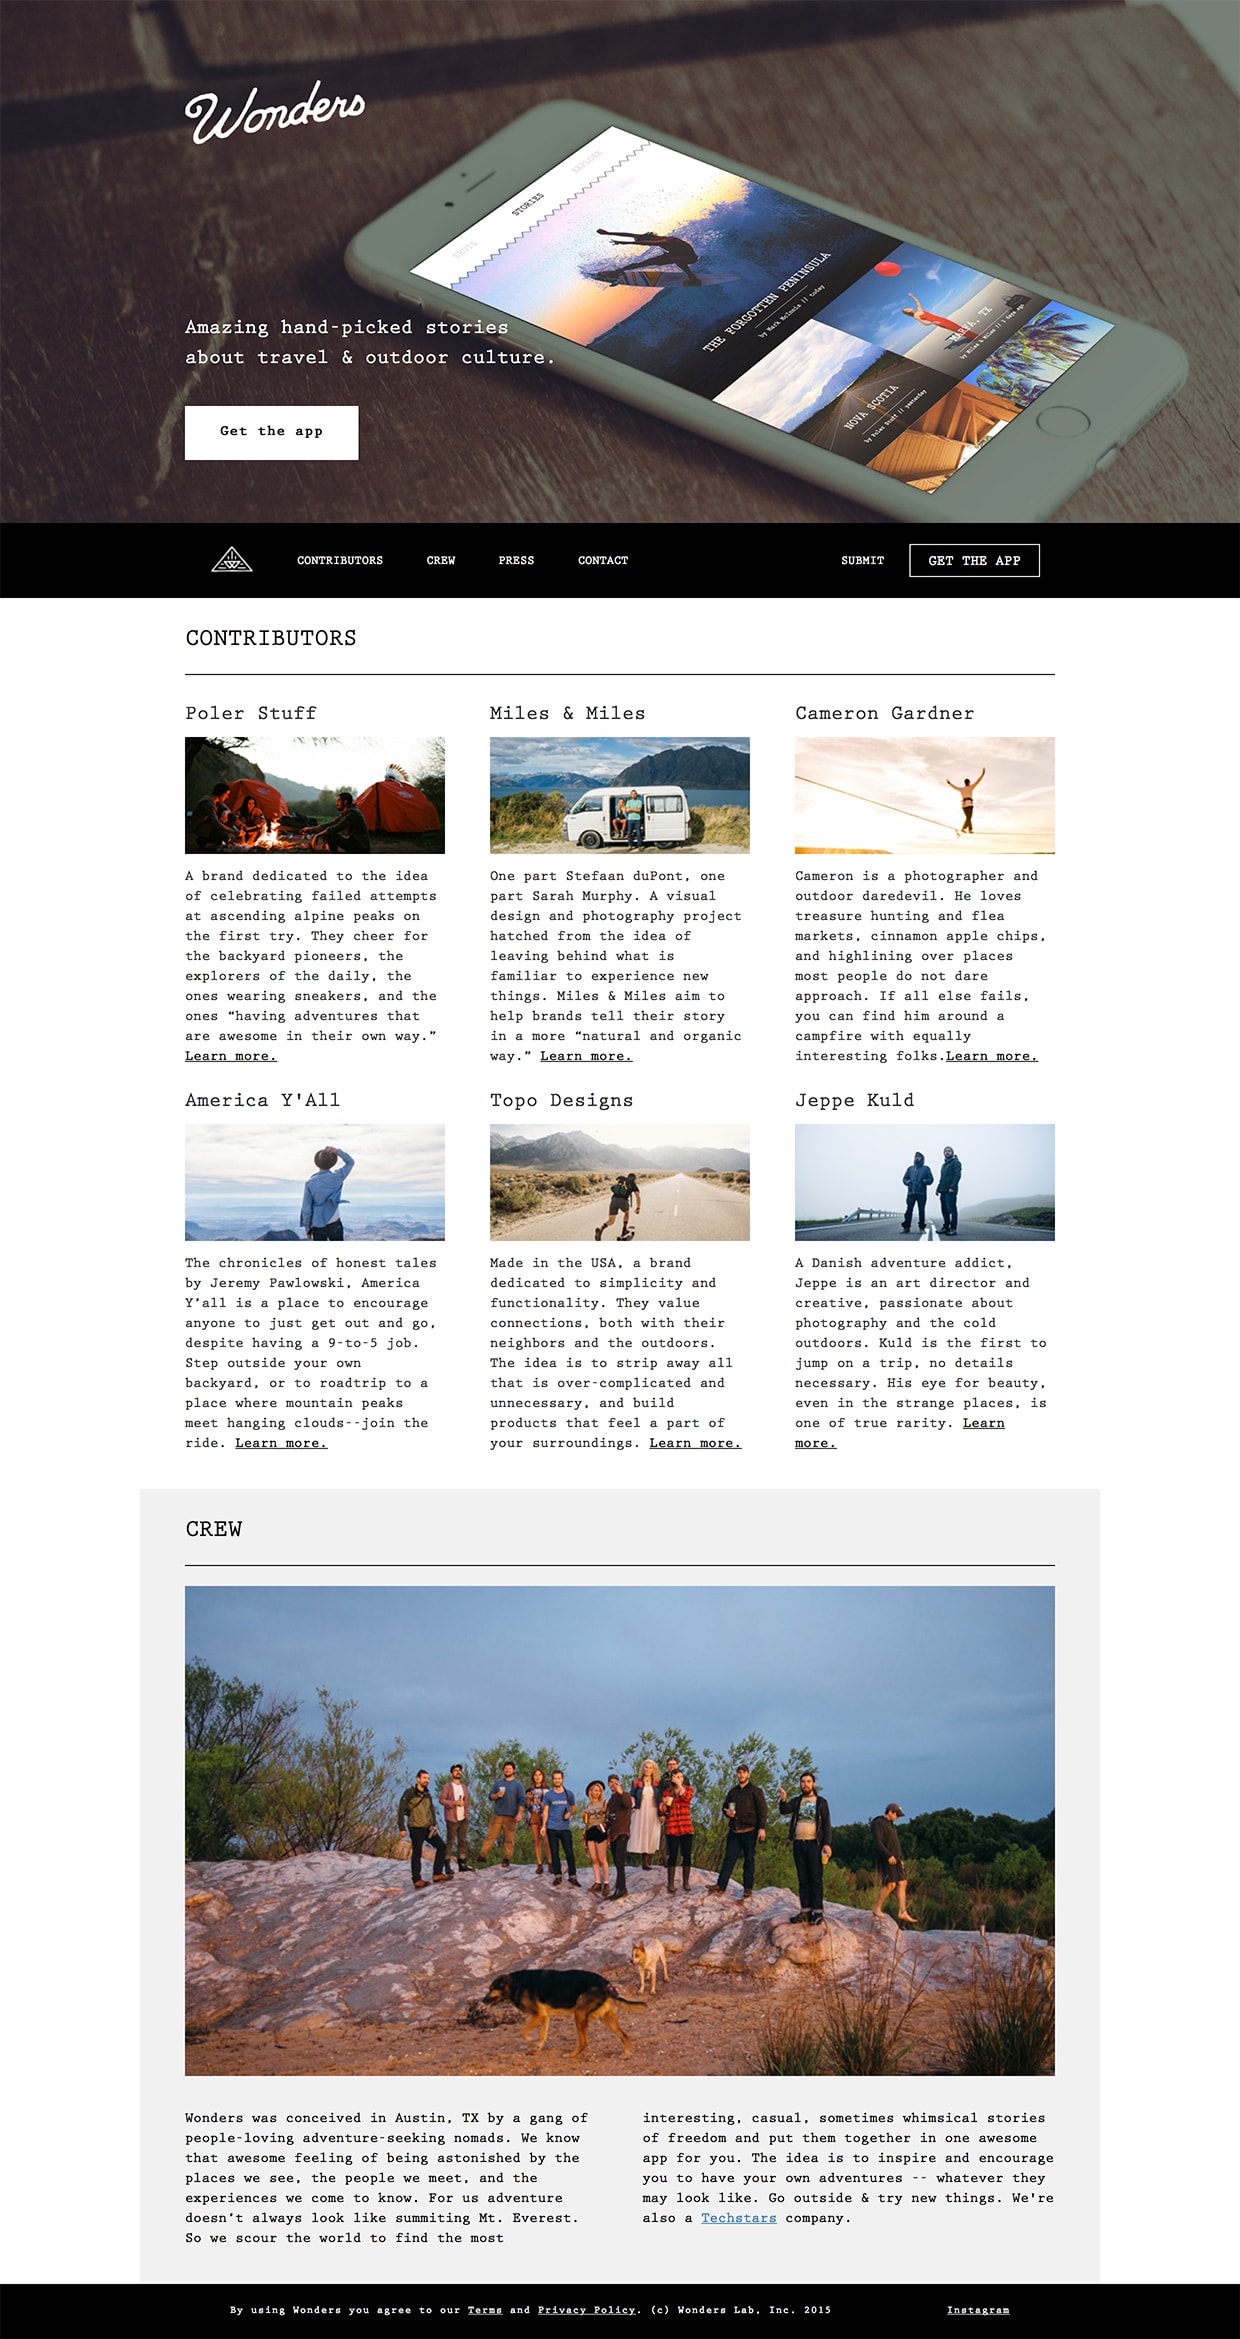 Wonders
EXPLORE
STORIES
SHOTS
THE FORGOTTEN PENINSULA
by Mark McInnis // today
MARFA, TX
by Miles & Miles // 2 days ago
NOVA SCOTIA
by Poler Stuff // yesterday
Amazing hand-picked stories
about travel & outdoor culture.
Get the app
CONTRIBUTORS CREW PRESS CONTACT SUBMIT GET THE APP
CONTRIBUTORS
Poler Stuff
A brand dedicated to the idea
of celebrating failed attempts
at ascending alpine peaks on
the first try. They cheer for
the backyard pioneers, the
explorers of the daily, the
ones wearing sneakers, and the
ones “having adventures that
are awesome in their own way.”
Learn more.
Miles & Miles
One part Stefaan duPont, one
part Sarah Murphy. A visual
design and photography project
hatched from the idea of
leaving behind what is
familiar to experience new
things. Miles & Miles aim to
help brands tell their story
in a more “natural and organic
way.” Learn more.
Cameron Gardner
Cameron is a photographer and
outdoor daredevil. He loves
treasure hunting and flea
markets, cinnamon apple chips,
and highlining over places
most people do not dare
approach. If all else fails,
you can find him around a
campfire with equally
interesting folks.Learn more.
America Y'All
The chronicles of honest tales
by Jeremy Pawlowski, America
Y’all is a place to encourage
anyone to just get out and go,
despite having a 9-to-5 job.
Step outside your own
backyard, or to roadtrip to a
place where mountain peaks
meet hanging clouds--join the
ride. Learn more.
Topo Designs
Made in the USA, a brand
dedicated to simplicity and
functionality. They value
connections, both with their
neighbors and the outdoors.
The idea is to strip away all
that is over-complicated and
unnecessary, and build
products that feel a part of
your surroundings. Learn more.
Jeppe Kuld
A Danish adventure addict,
Jeppe is an art director and
creative, passionate about
photography and the cold
outdoors. Kuld is the first to
jump on a trip, no details
necessary. His eye for beauty,
even in the strange places, is
one of true rarity. Learn
more.
CREW
Wonders was conceived in Austin, TX by a gang of
people-loving adventure-seeking nomads. We know
that awesome feeling of being astonished by the
places we see, the people we meet, and the
experiences we come to know. For us adventure
doesn’t always look like summiting Mt. Everest.
So we scour the world to find the most
interesting, casual, sometimes whimsical stories
of freedom and put them together in one awesome
app for you. The idea is to inspire and encourage
you to have your own adventures -- whatever they
may look like. Go outside & try new things. We're
also a Techstars company.
By using Wonders you agree to our Terms and Privacy Policy. (c) Wonders Lab, Inc. 2015 Instagram